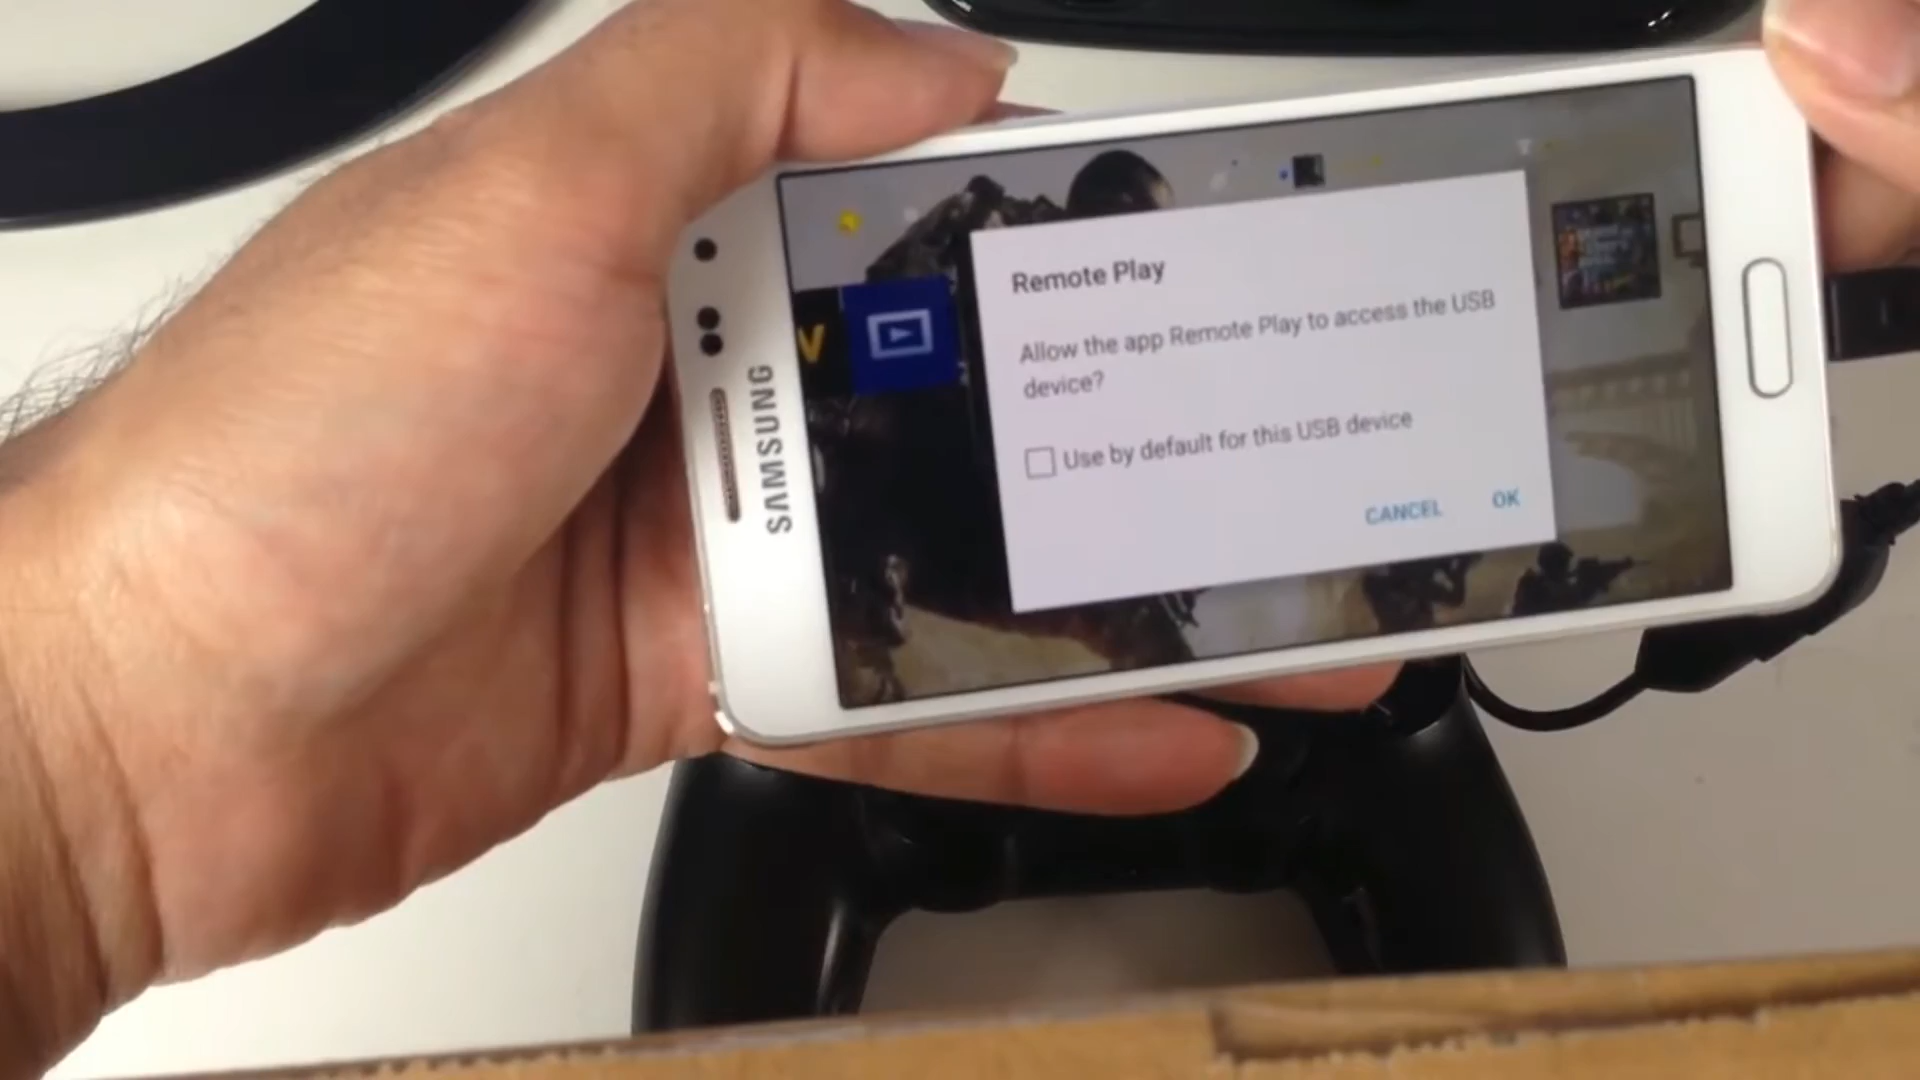 SAMSUNG
V
Remote Play
Allow the app Remote Play to access the USB
device?
Use by default for this USB device
CANCEL OK